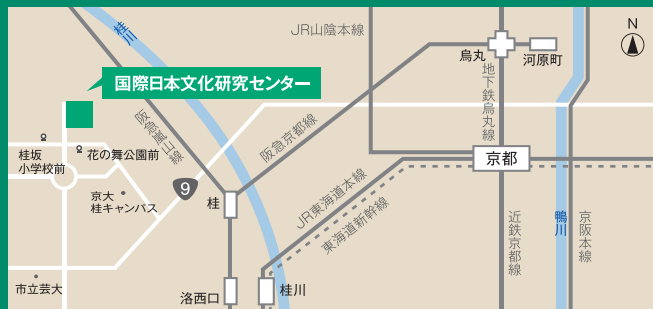 桂川
JR山陰本線
N
烏丸
河原町
国際日本文化研究センター
地下鉄烏丸線
阪急嵐山線
阪急京都線
桂坂
小学校前
花の舞公園前
京都
9
京大
桂キャンパス
桂
JR東海道本線
東海道新幹線
近鉄京都線
鴨川
京阪本線
市立芸大
洛西口
桂川